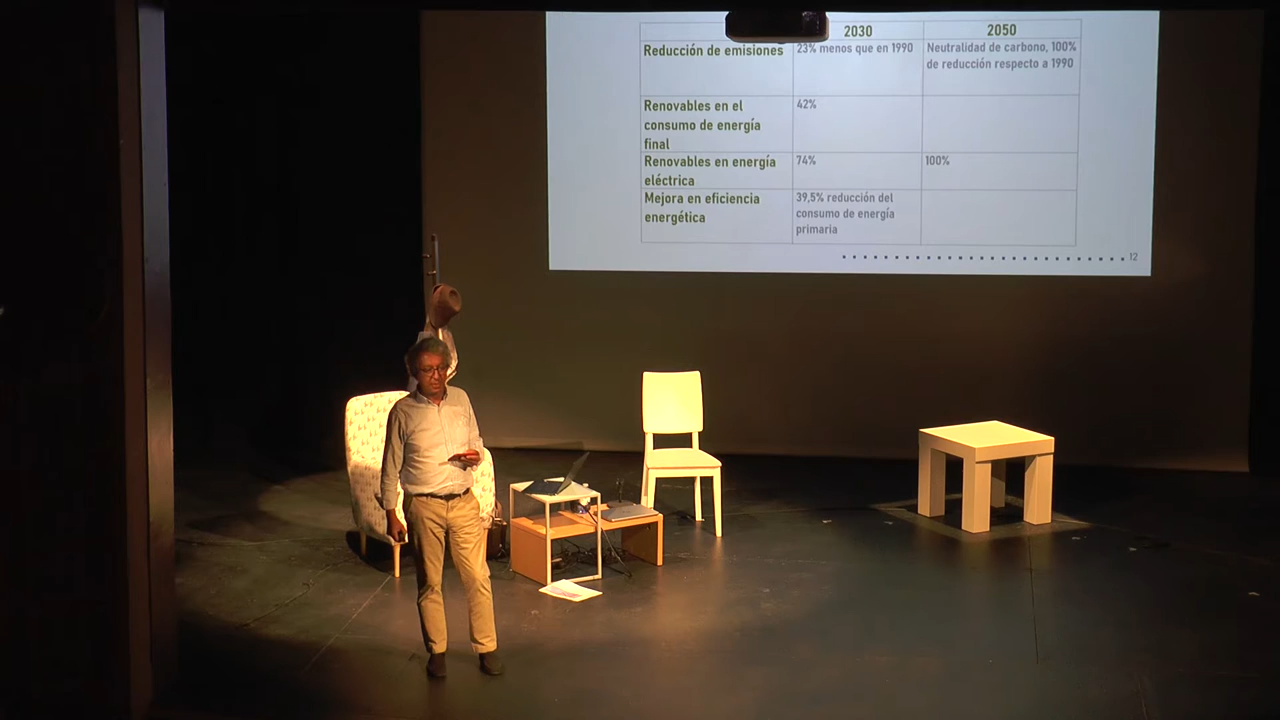 2030 2050
Reducción de emisiones 23% menos que en 1990 Neutralidad de carbono, 100%
de reducción respecto a 1990
Renovables en el 42%
consumo de energía
final
Renovables en energía 74% 100%
eléctrica
Mejora en eficiencia 39,5% reducción del
energética consumo de energía
primaria
12